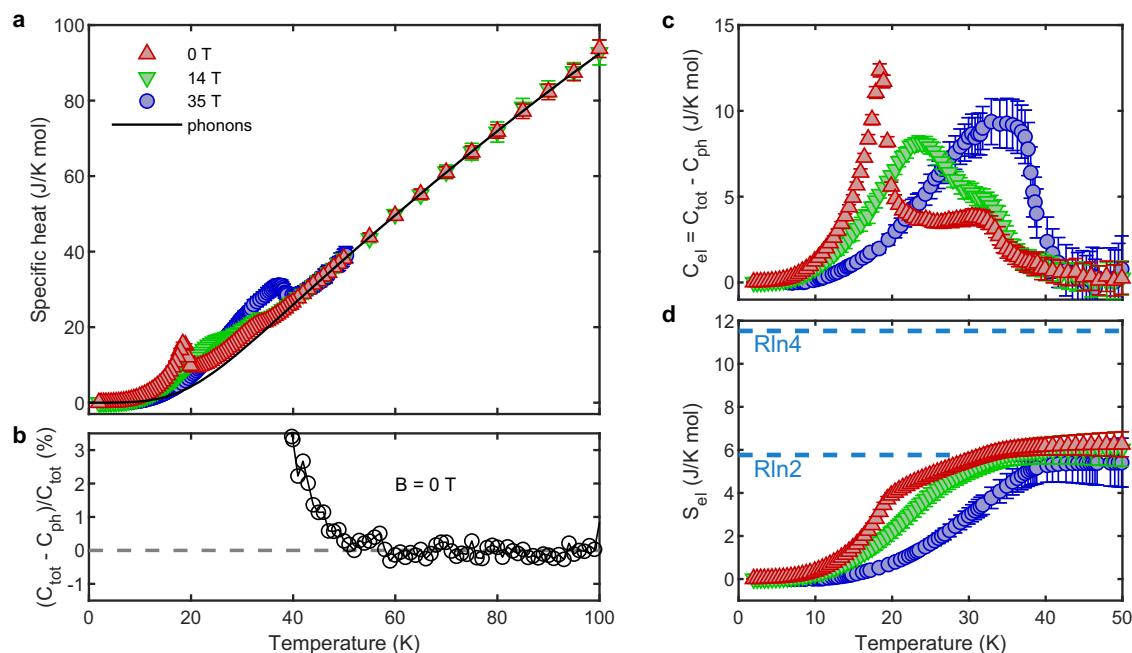 a
Specific heat (J/K mol)
100
80
60
40
20
0
0 T
14 T
35 T
phonons
b
(C_tot - C_ph)/C_tot (%)
3
2
1
0
-1
B = 0 T
0 20 40 60 80 100
Temperature (K)
c
C_el = C_tot - C_ph (J/K mol)
15
10
5
0
d
S_el (J/K mol)
12
10
8
6
4
2
0
Rln4
Rln2
0 10 20 30 40 50
Temperature (K)